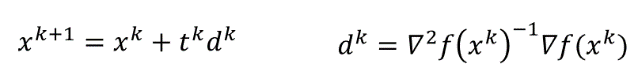 x^{k+1} = x^k + t^k d^k    d^k = ∇²f(x^k)^{-1}∇f(x^k)